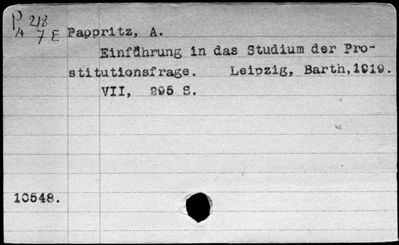 P 218
A 7 E
Pappritz, A.
Einführung in das Studium der Pro-
stitutionsfrage. Leipzig, Barth, 1919.
VII, 295 S.
10548.